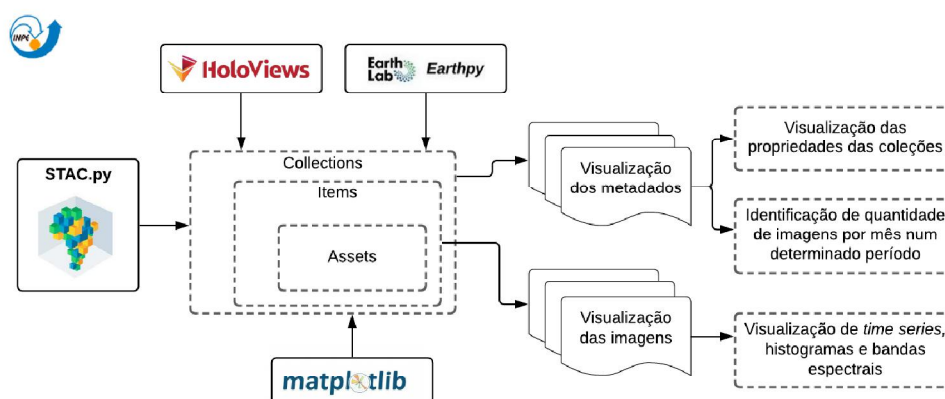 INPE
HoloViews
Earth
Lab
Earthpy
STAC.py
Collections
Items
Assets
matplotlib
Visualização
dos metadados
Visualização das
propriedades das coleções
Identificação de quantidade
de imagens por mês num
determinado período
Visualização
das imagens
Visualização de time series,
histogramas e bandas
espectrais